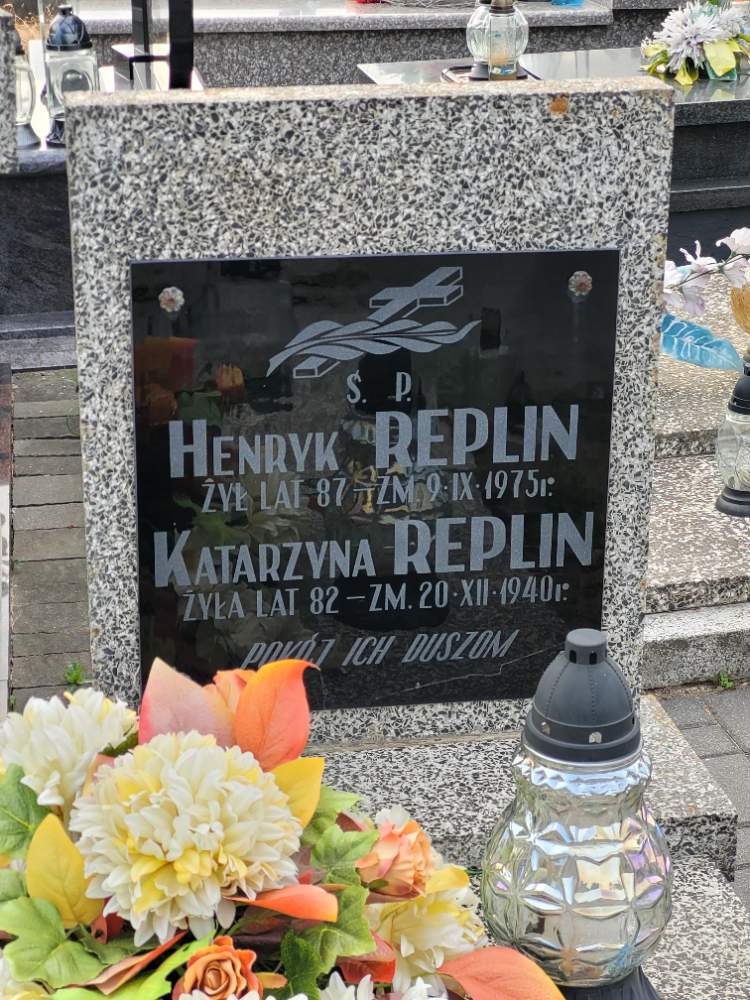 Ś. P.
HENRYK REPLIN
ŻYŁ LAT 87 – ZM. 9·IX·1975r.
KATARZYNA REPLIN
ŻYŁA LAT 82 – ZM. 20·XII·1940r.
POKÓJ ICH DUSZOM